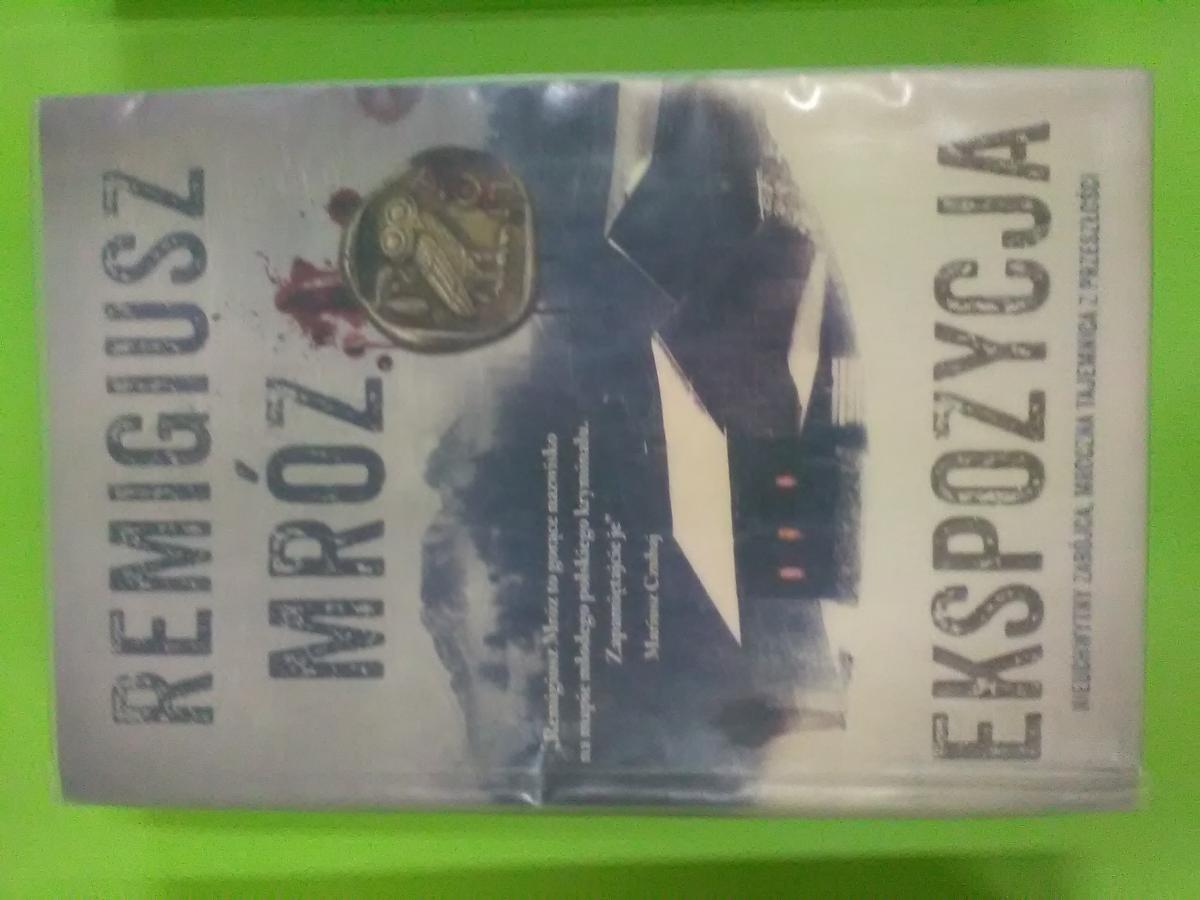 REMIGIUSZ
MRÓZ
"Remigiusz Mróz to gorące nazwisko
na mapie młodego polskiego kryminału.
Zapamiętajcie je"
Mariusz Czubaj
EKSPOZYCJA
NIEUCHWYTNY ZABÓJCA, MROCZNA TAJEMNICA Z PRZESZŁOŚCI